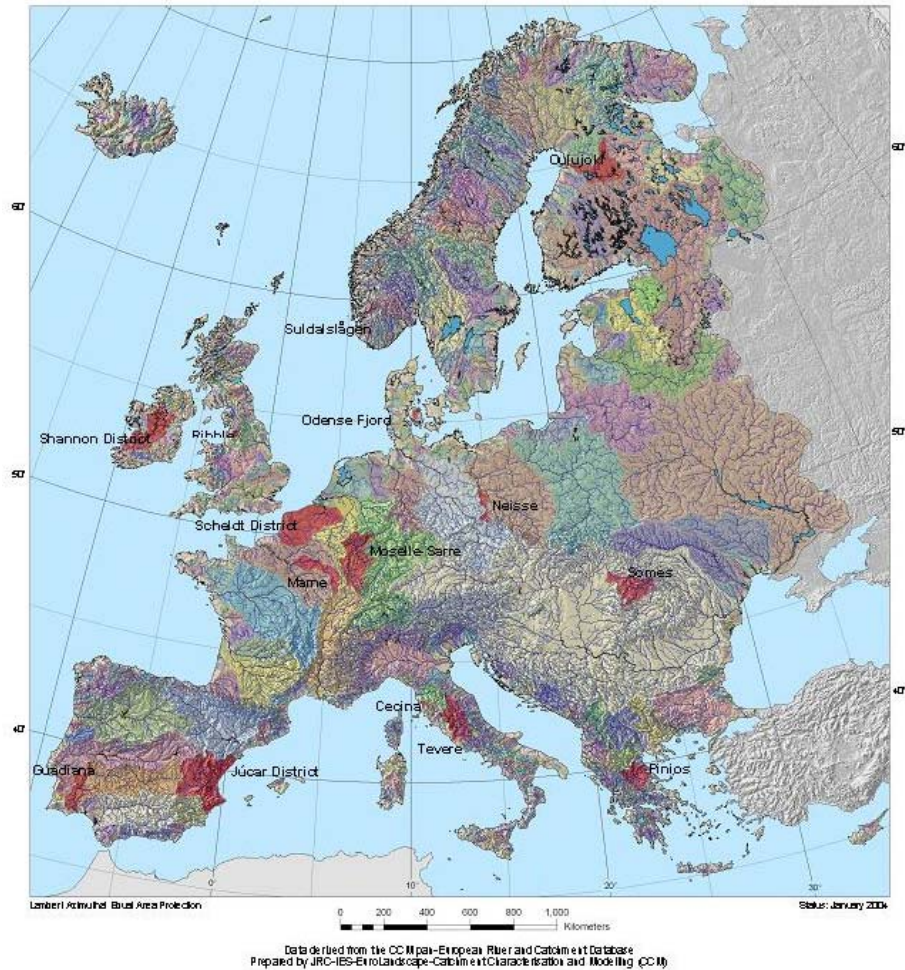 60°
60°
Oulujoki
Suldalslågen
Odense Fjord
Shannon District
Ribble
50°
50°
Neisse
Scheldt District
Moselle-Sarre
Marne
Somes
40°
Cecina
40°
Tevere
Guadiana
Júcar District
Pinios
0°
10°
20°
30°
Lambert Azimuthal Equal Area Projection
Status: January 2004
0 200 400 600 800 1,000
Kilometers
Data derived from the CCM pan-European River and Catchment Database
Prepared by JRC-IES-EuroLandscape-Catchment Characterisation and Modelling (CCM)